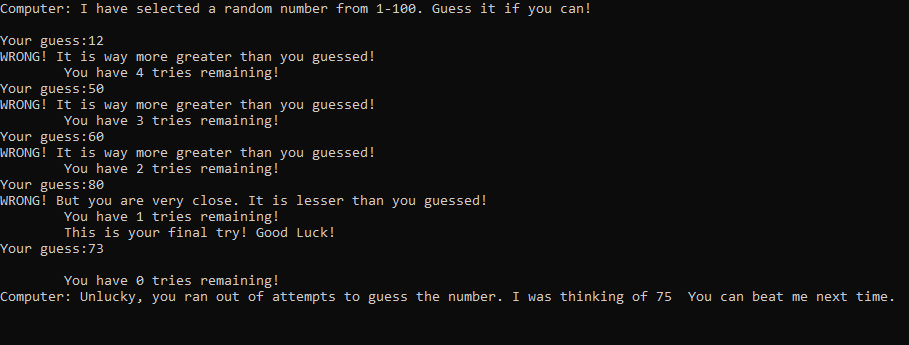 Computer: I have selected a random number from 1-100. Guess it if you can!
Your guess:12
WRONG! It is way more greater than you guessed!
You have 4 tries remaining!
Your guess:50
WRONG! It is way more greater than you guessed!
You have 3 tries remaining!
Your guess:60
WRONG! It is way more greater than you guessed!
You have 2 tries remaining!
Your guess:80
WRONG! But you are very close. It is lesser than you guessed!
You have 1 tries remaining!
This is your final try! Good Luck!
Your guess:73
You have 0 tries remaining!
Computer: Unlucky, you ran out of attempts to guess the number. I was thinking of 75  You can beat me next time.